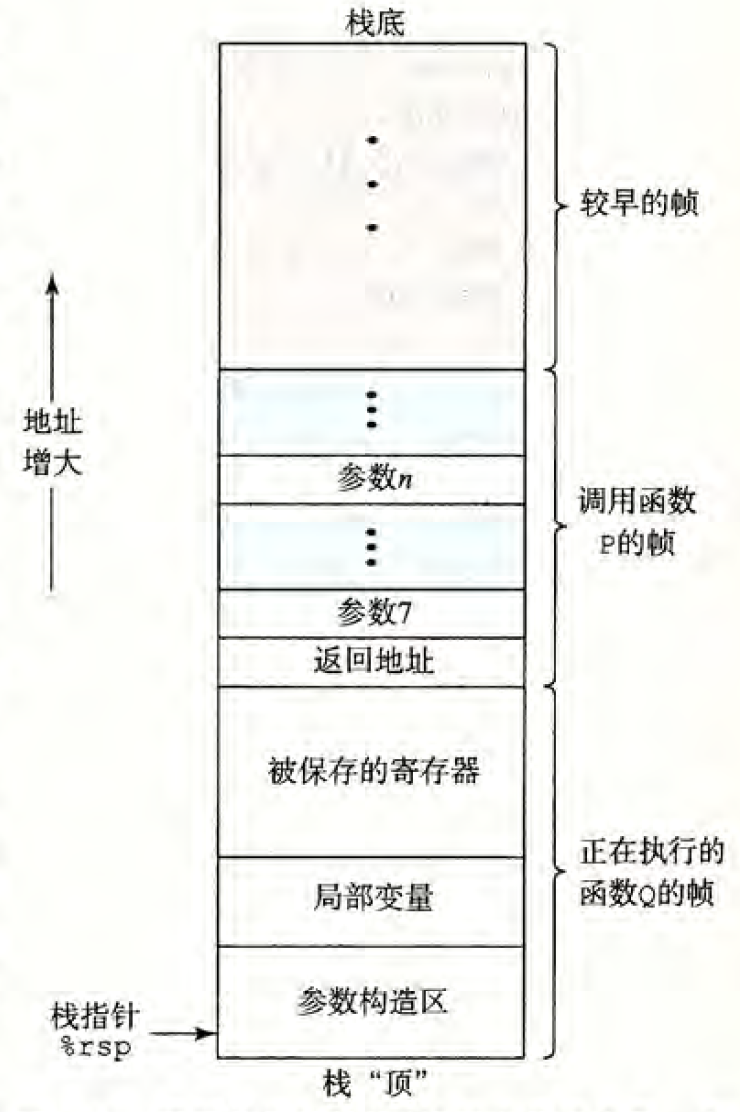 栈底
较早的帧
地址
增大
参数n
调用函数
P的帧
参数7
返回地址
被保存的寄存器
正在执行的
函数Q的帧
局部变量
参数构造区
栈指针
%rsp
栈“顶”